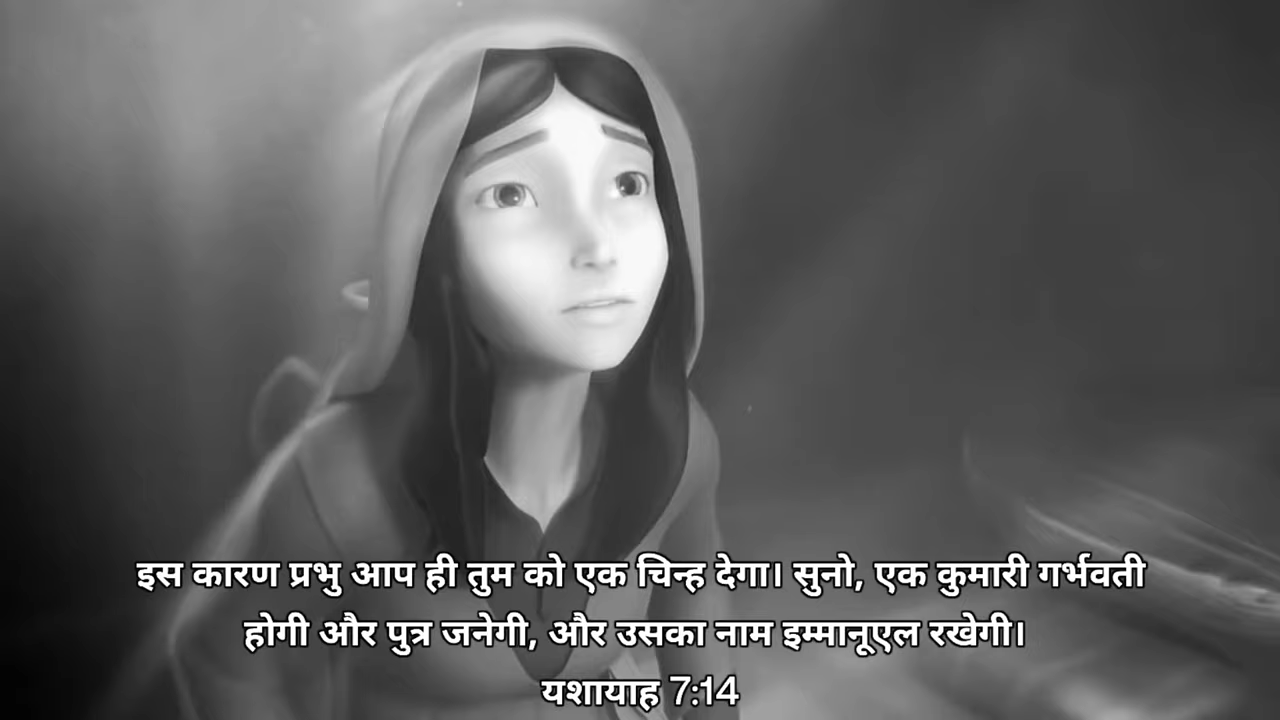 इस कारण प्रभु आप ही तुम को एक चिन्ह देगा। सुनो, एक कुमारी गर्भवती
होगी और पुत्र जनेगी, और उसका नाम इम्मानूएल रखेगी।
यशायाह 7:14